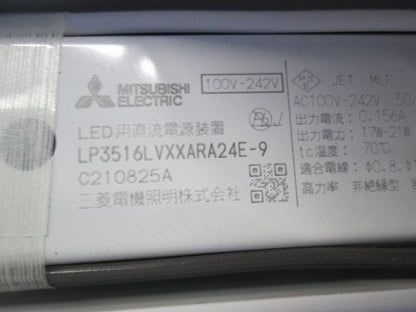 MITSUBISHI
ELECTRIC
100V-242V
LED用直流電源装置
LP3516LVXXARA24E-9
C210825A
三菱電機照明株式会社
PS
E
JET MLF
AC100V-242V 50
出力電流: 0.156A
出力電力: 17W-21W
tc温度: 70℃
適合電線: Φ0.8,Φ
高力率 非絶縁型